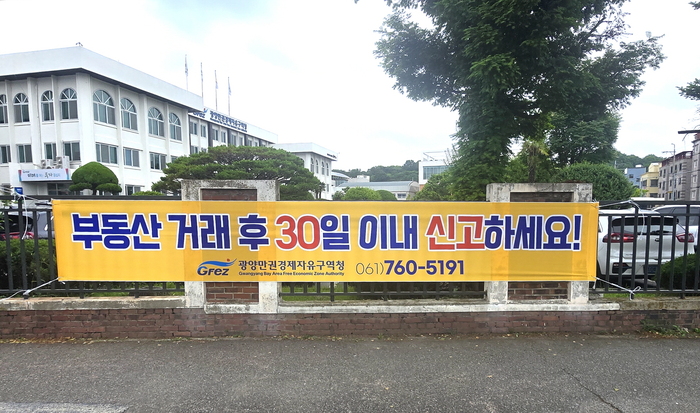 부동산 거래 후 30일 이내 신고하세요!
GFEZ 광양만권경제자유구역청 061)760-5191
Gwangyang Bay Area Free Economic Zone Authority